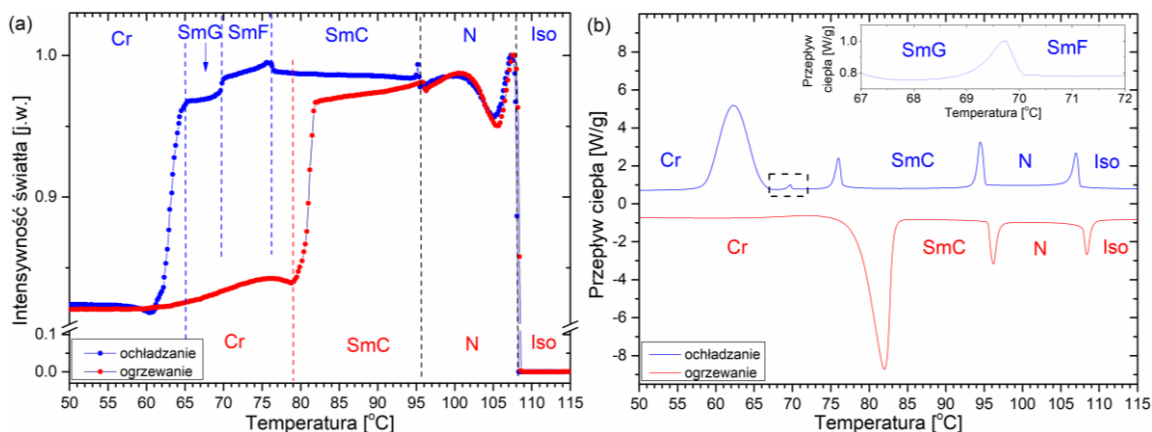 (a)
Cr SmG SmF SmC N Iso
1.0
0.9
0.1
0.0
Intensywność światła [j.w.]
Cr SmC N Iso
ochładzanie
ogrzewanie
50 55 60 65 70 75 80 85 90 95 100 105 110 115
Temperatura [°C]
(b)
8
6
4
2
0
-2
-4
-6
-8
Przepływ ciepła [W/g]
SmG SmF
1.0
0.8
Przepływ
ciepła [W/g]
67 68 69 70 71 72
Temperatura [°C]
Cr SmC N Iso
Cr SmC N Iso
ochładzanie
ogrzewanie
50 55 60 65 70 75 80 85 90 95 100 105 110 115
Temperatura [°C]